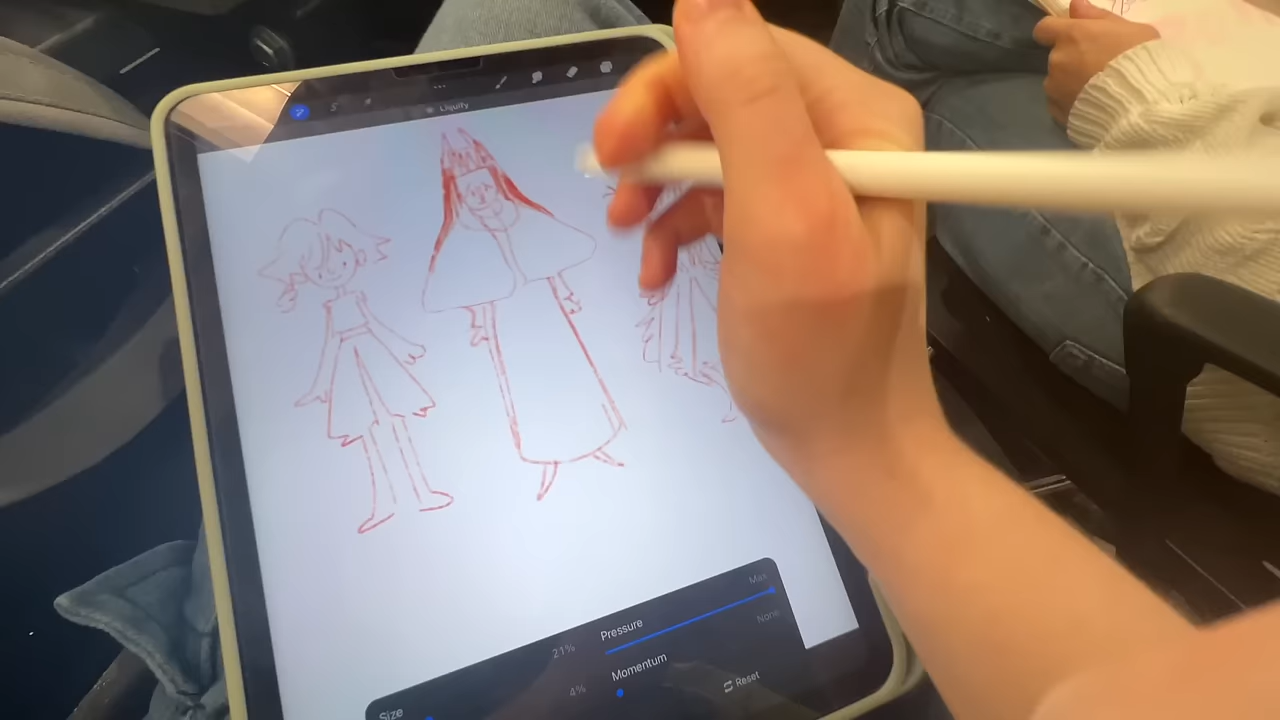 Liquify
Max
Pressure
21%
None
Momentum
4%
Reset
Size